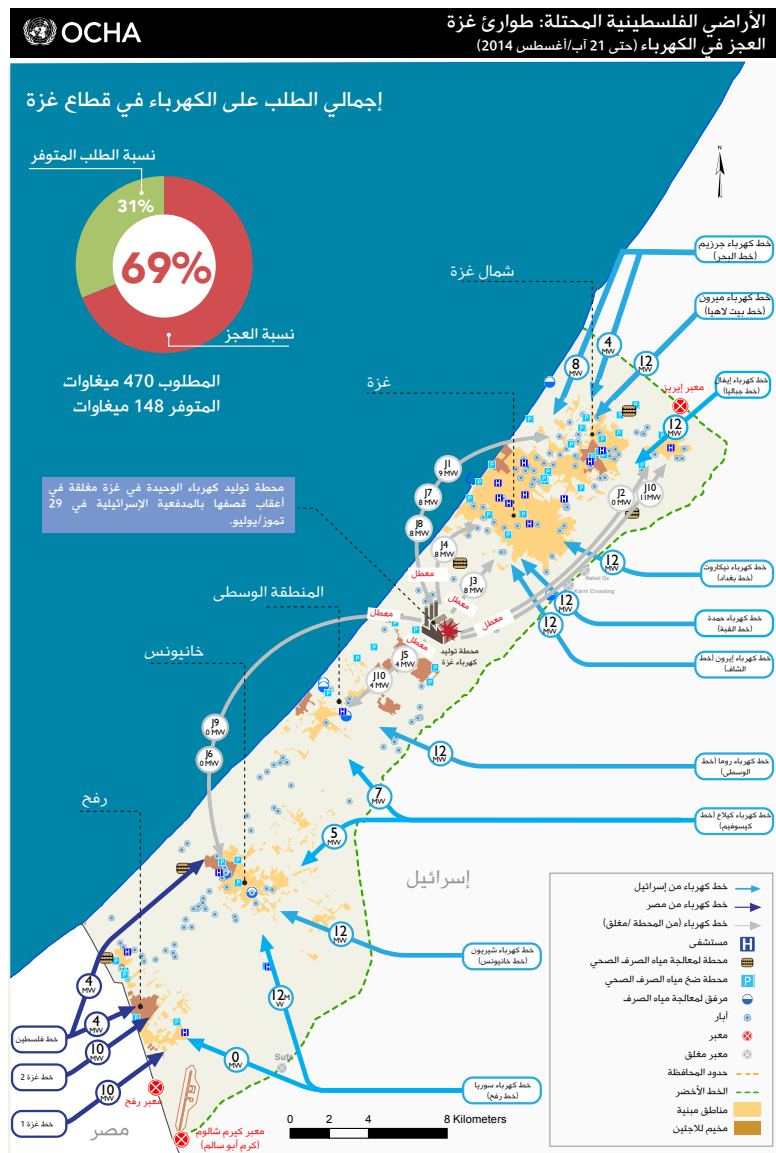 الأراضي الفلسطينية المحتلة: طوارئ غزة
العجز في الكهرباء (حتى 21 آب/أغسطس 2014)
OCHA
إجمالي الطلب على الكهرباء في قطاع غزة
نسبة الطلب المتوفر
31%
69%
نسبة العجز
المطلوب 470 ميغاوات
المتوفر 148 ميغاوات
محطة توليد كهرباء الوحيدة في غزة مغلقة في
أعقاب قصفها بالمدفعية الإسرائيلية في 29
تموز/يوليو.
N
شمال غزة
غزة
المنطقة الوسطى
خانيونس
رفح
خط كهرباء جرزيم
(خط البحر)
8 MW
4 MW
خط كهرباء ميرون
(خط بيت لاهيا)
12 MW
خط كهرباء إيفال
(خط جباليا)
12 MW
معبر إيريز
J1
9 MW
J7
8 MW
J8
8 MW
J4
8 MW
J3
8 MW
J2
0 MW
J10
11 MW
معطل
معطل
معطل
معطل
معطل
محطة توليد
كهرباء غزة
J5
4 MW
J10
4 MW
J9
0 MW
J6
0 MW
Nahal Oz
Karni Crossing
خط كهرباء نيكاروت
(خط بغداد)
12 MW
خط كهرباء حمدة
(خط القبة)
12 MW
خط كهرباء إيرون (خط
الشاف)
12 MW
خط كهرباء روما (خط
الوسطى)
12 MW
خط كهرباء كيلاع (خط
كيسوفيم)
7 MW
5 MW
إسرائيل
خط كهرباء شيريون
(خط خانيونس)
12 MW
12M
W
خط كهرباء سوريا
(خط رفح)
0 MW
Sufa
خط فلسطين
4 MW
4 MW
خط غزة 2
10 MW
خط غزة 1
10 MW
معبر رفح
مصر
معبر كيرم شالوم
(كرم أبو سالم)
0 2 4 8 Kilometers
خط كهرباء من إسرائيل
خط كهرباء من مصر
خط كهرباء (من المحطة /مغلق)
H مستشفى
محطة لمعالجة مياه الصرف الصحي
P محطة ضخ مياه الصرف الصحي
مرفق لمعالجة مياه الصرف
آبار
معبر
معبر مغلق
حدود المحافظة
الخط الأخضر
مناطق مبنية
مخيم للاجئين